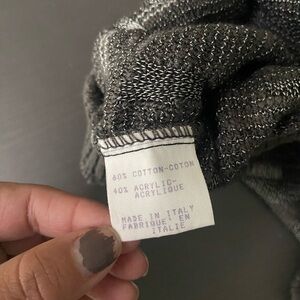 60% COTTON-COTON
40% ACRYLIC-
ACRYLIQUE
MADE IN ITALY
FABRIQUE' EN
ITALIE